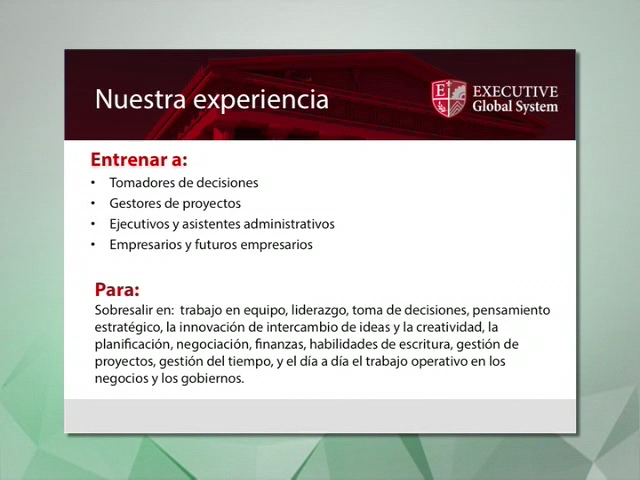 Nuestra experiencia
EXECUTIVE
Global System
Entrenar a:
• Tomadores de decisiones
• Gestores de proyectos
• Ejecutivos y asistentes administrativos
• Empresarios y futuros empresarios
Para:
Sobresalir en: trabajo en equipo, liderazgo, toma de decisiones, pensamiento
estratégico, la innovación de intercambio de ideas y la creatividad, la
planificación, negociación, finanzas, habilidades de escritura, gestión de
proyectos, gestión del tiempo, y el día a día el trabajo operativo en los
negocios y los gobiernos.